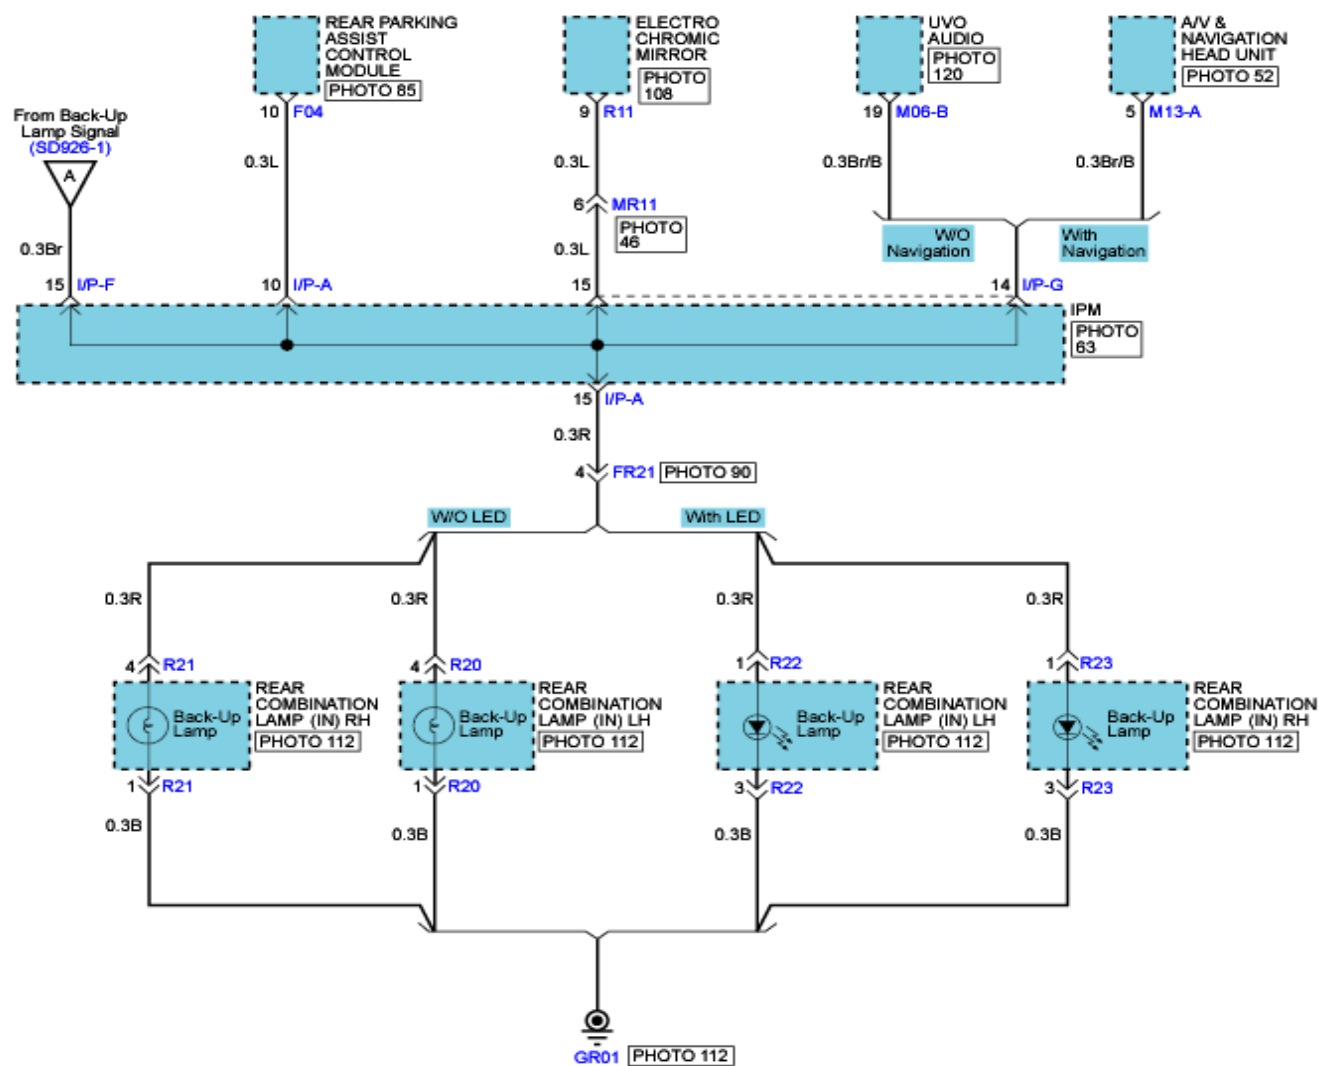 REAR PARKING
ASSIST
CONTROL
MODULE
PHOTO 85
ELECTRO
CHROMIC
MIRROR
PHOTO
108
UVO
AUDIO
PHOTO
120
A/V &
NAVIGATION
HEAD UNIT
PHOTO 52
From Back-Up
Lamp Signal
(SD926-1)
A
10 F04
9 R11
19 M06-B
5 M13-A
0.3L
0.3L
0.3Br/B
0.3Br/B
6 MR11
PHOTO
46
W/O
Navigation
With
Navigation
0.3Br
0.3L
15 I/P-F
10 I/P-A
15
14 I/P-G
IPM
PHOTO
63
15 I/P-A
0.3R
4 FR21 PHOTO 90
W/O LED
With LED
0.3R
0.3R
0.3R
0.3R
4 R21
4 R20
1 R22
1 R23
Back-Up
Lamp
REAR
COMBINATION
LAMP (IN) RH
PHOTO 112
Back-Up
Lamp
REAR
COMBINATION
LAMP (IN) LH
PHOTO 112
Back-Up
Lamp
REAR
COMBINATION
LAMP (IN) LH
PHOTO 112
Back-Up
Lamp
REAR
COMBINATION
LAMP (IN) RH
PHOTO 112
1 R21
1 R20
3 R22
3 R23
0.3B
0.3B
0.3B
0.3B
GR01 PHOTO 112